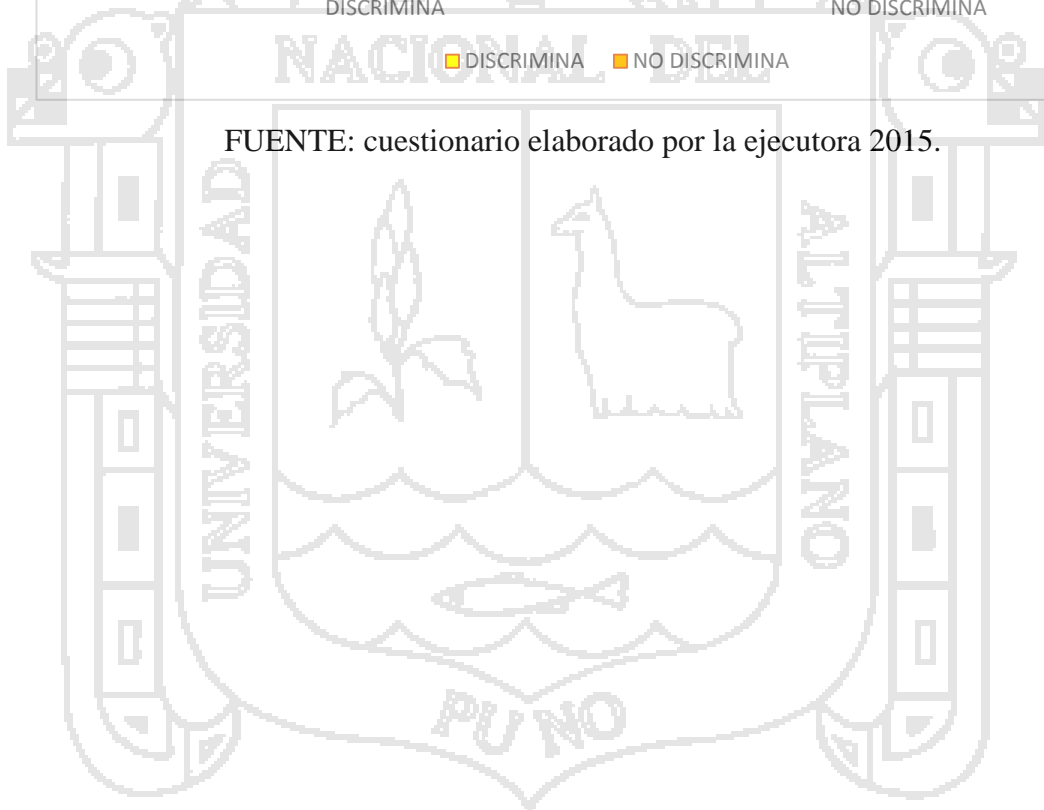 DISCRIMINA NO DISCRIMINA
NACIONAL DEL
DISCRIMINA NO DISCRIMINA
FUENTE: cuestionario elaborado por la ejecutora 2015.
UNIVERSIDAD
ALTIPLANO
PUNO